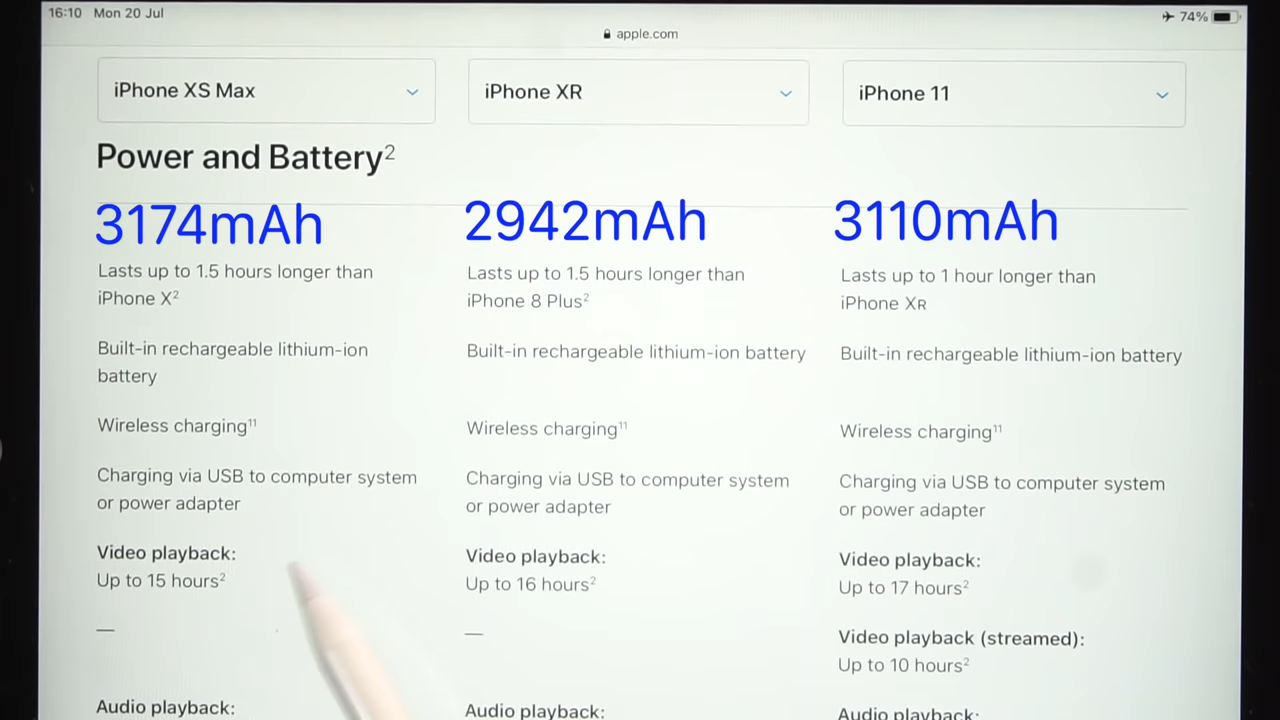 16:10 Mon 20 Jul
74%
apple.com
iPhone XS Max
iPhone XR
iPhone 11
Power and Battery²
3174mAh
2942mAh
3110mAh
Lasts up to 1.5 hours longer than
iPhone X²
Lasts up to 1.5 hours longer than
iPhone 8 Plus²
Lasts up to 1 hour longer than
iPhone XR
Built-in rechargeable lithium-ion
battery
Built-in rechargeable lithium-ion battery
Built-in rechargeable lithium-ion battery
Wireless charging¹¹
Wireless charging¹¹
Wireless charging¹¹
Charging via USB to computer system
or power adapter
Charging via USB to computer system
or power adapter
Charging via USB to computer system
or power adapter
Video playback:
Up to 15 hours²
Video playback:
Up to 16 hours²
Video playback:
Up to 17 hours²
—
—
Video playback (streamed):
Up to 10 hours²
Audio playback:
Audio playback:
Audio playback: